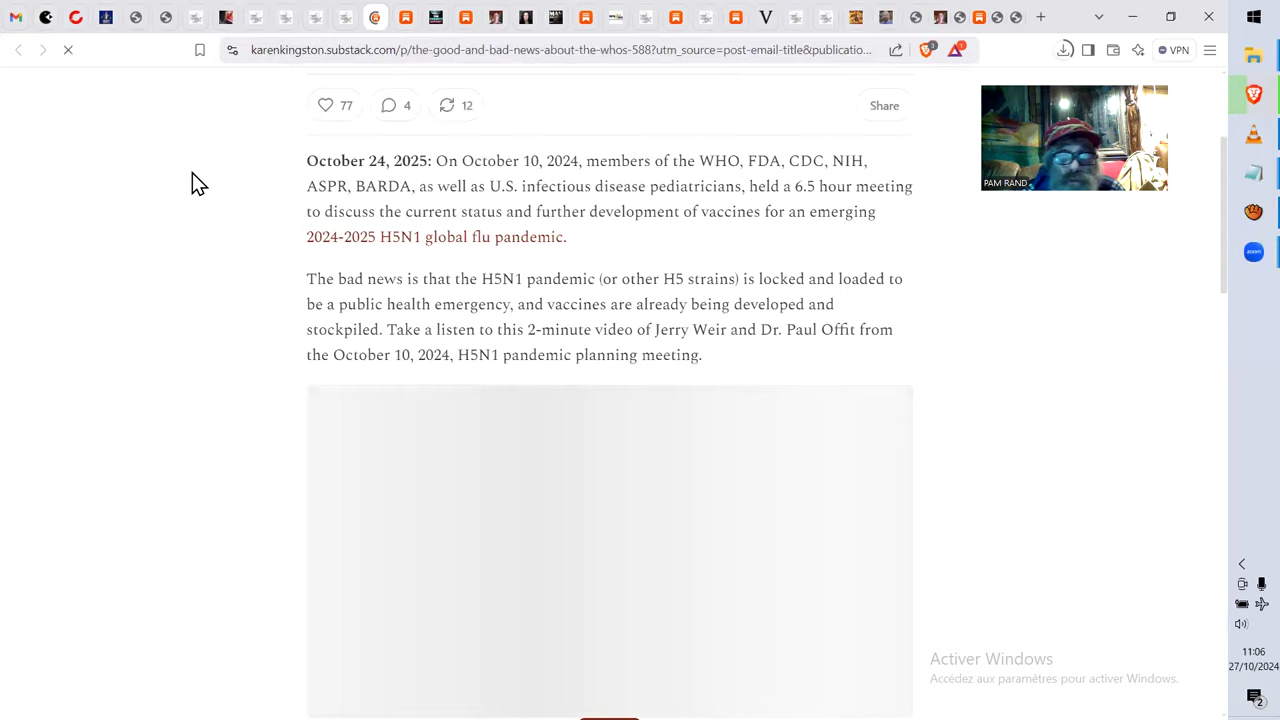 karenkingston.substack.com/p/the-good-and-bad-news-about-the-whos-588?utm_source=post-email-title&publicatio...
VPN
77
4
12
Share
PAM RAND
October 24, 2025: On October 10, 2024, members of the WHO, FDA, CDC, NIH,
ASPR, BARDA, as well as U.S. infectious disease pediatricians, held a 6.5 hour meeting
to discuss the current status and further development of vaccines for an emerging
2024-2025 H5N1 global flu pandemic.
The bad news is that the H5N1 pandemic (or other H5 strains) is locked and loaded to
be a public health emergency, and vaccines are already being developed and
stockpiled. Take a listen to this 2-minute video of Jerry Weir and Dr. Paul Offit from
the October 10, 2024, H5N1 pandemic planning meeting.
Activer Windows
Accédez aux paramètres pour activer Windows.
zoom
11:06
27/10/2024
2